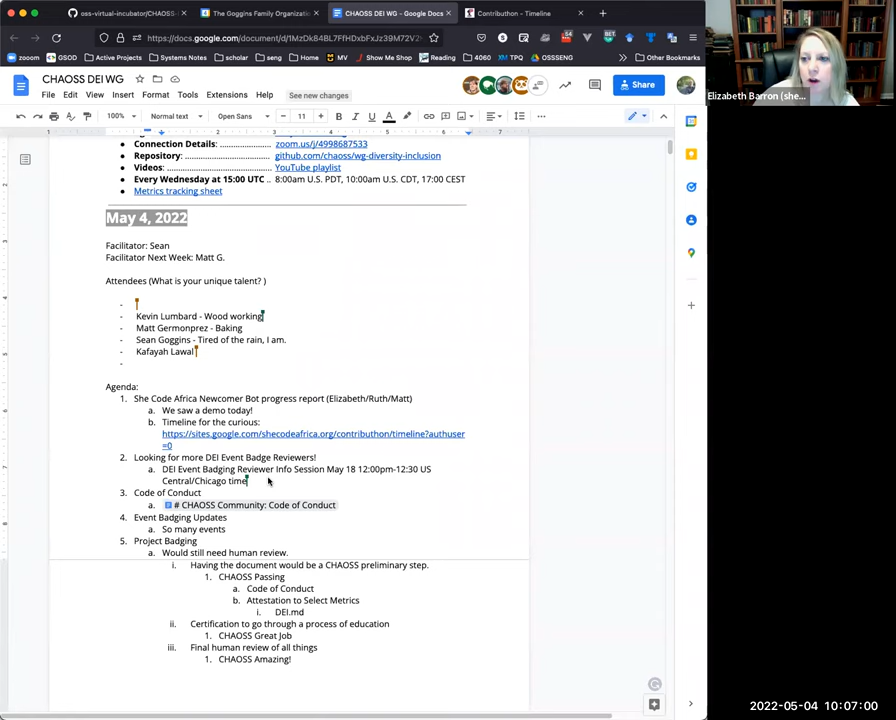 oss-virtual-incubator/CHAOSS-
The Goggins Family Organizatio
CHAOSS DEI WG - Google Docs
Contributhon - Timeline
https://docs.google.com/document/d/1MzDk84BL7FfHDxbFxJz39M72V2
zooom
GSOD
Personal Notes
Systems Notes
scholar
seng
Home
MV
Show Me Shop
Reading
4060
TPQ
OSSSENG
Other Bookmarks
CHAOSS DEI WG
File Edit View Insert Format Tools Extensions Help
See new changes
Share
100%
Normal text
Open Sans
11
Connection Details:
zoom.us/j/4998687533
Repository:
github.com/chaoss/wg-diversity-inclusion
Videos:
YouTube playlist
Every Wednesday at 15:00 UTC .. 8:00am U.S. PDT, 10:00am U.S. CDT, 17:00 CEST
Metrics tracking sheet
May 4, 2022
Facilitator: Sean
Facilitator Next Week: Matt G.
Attendees (What is your unique talent? )
-
- Kevin Lumbard - Wood working
- Matt Germonprez - Baking
- Sean Goggins - Tired of the rain, I am.
- Kafayah Lawal
-
Agenda:
1. She Code Africa Newcomer Bot progress report (Elizabeth/Ruth/Matt)
a. We saw a demo today!
b. Timeline for the curious:
https://sites.google.com/shecodeafrica.org/contributhon/timeline?authuser
=0
2. Looking for more DEI Event Badge Reviewers!
a. DEI Event Badging Reviewer Info Session May 18 12:00pm-12:30 US
Central/Chicago time
3. Code of Conduct
a. # CHAOSS Community: Code of Conduct
4. Event Badging Updates
a. So many events
5. Project Badging
a. Would still need human review.
i. Having the document would be a CHAOSS preliminary step.
1. CHAOSS Passing
a. Code of Conduct
b. Attestation to Select Metrics
i. DEI.md
ii. Certification to go through a process of education
1. CHAOSS Great Job
iii. Final human review of all things
1. CHAOSS Amazing!
Elizabeth Barron (she...
2022-05-04 10:07:00